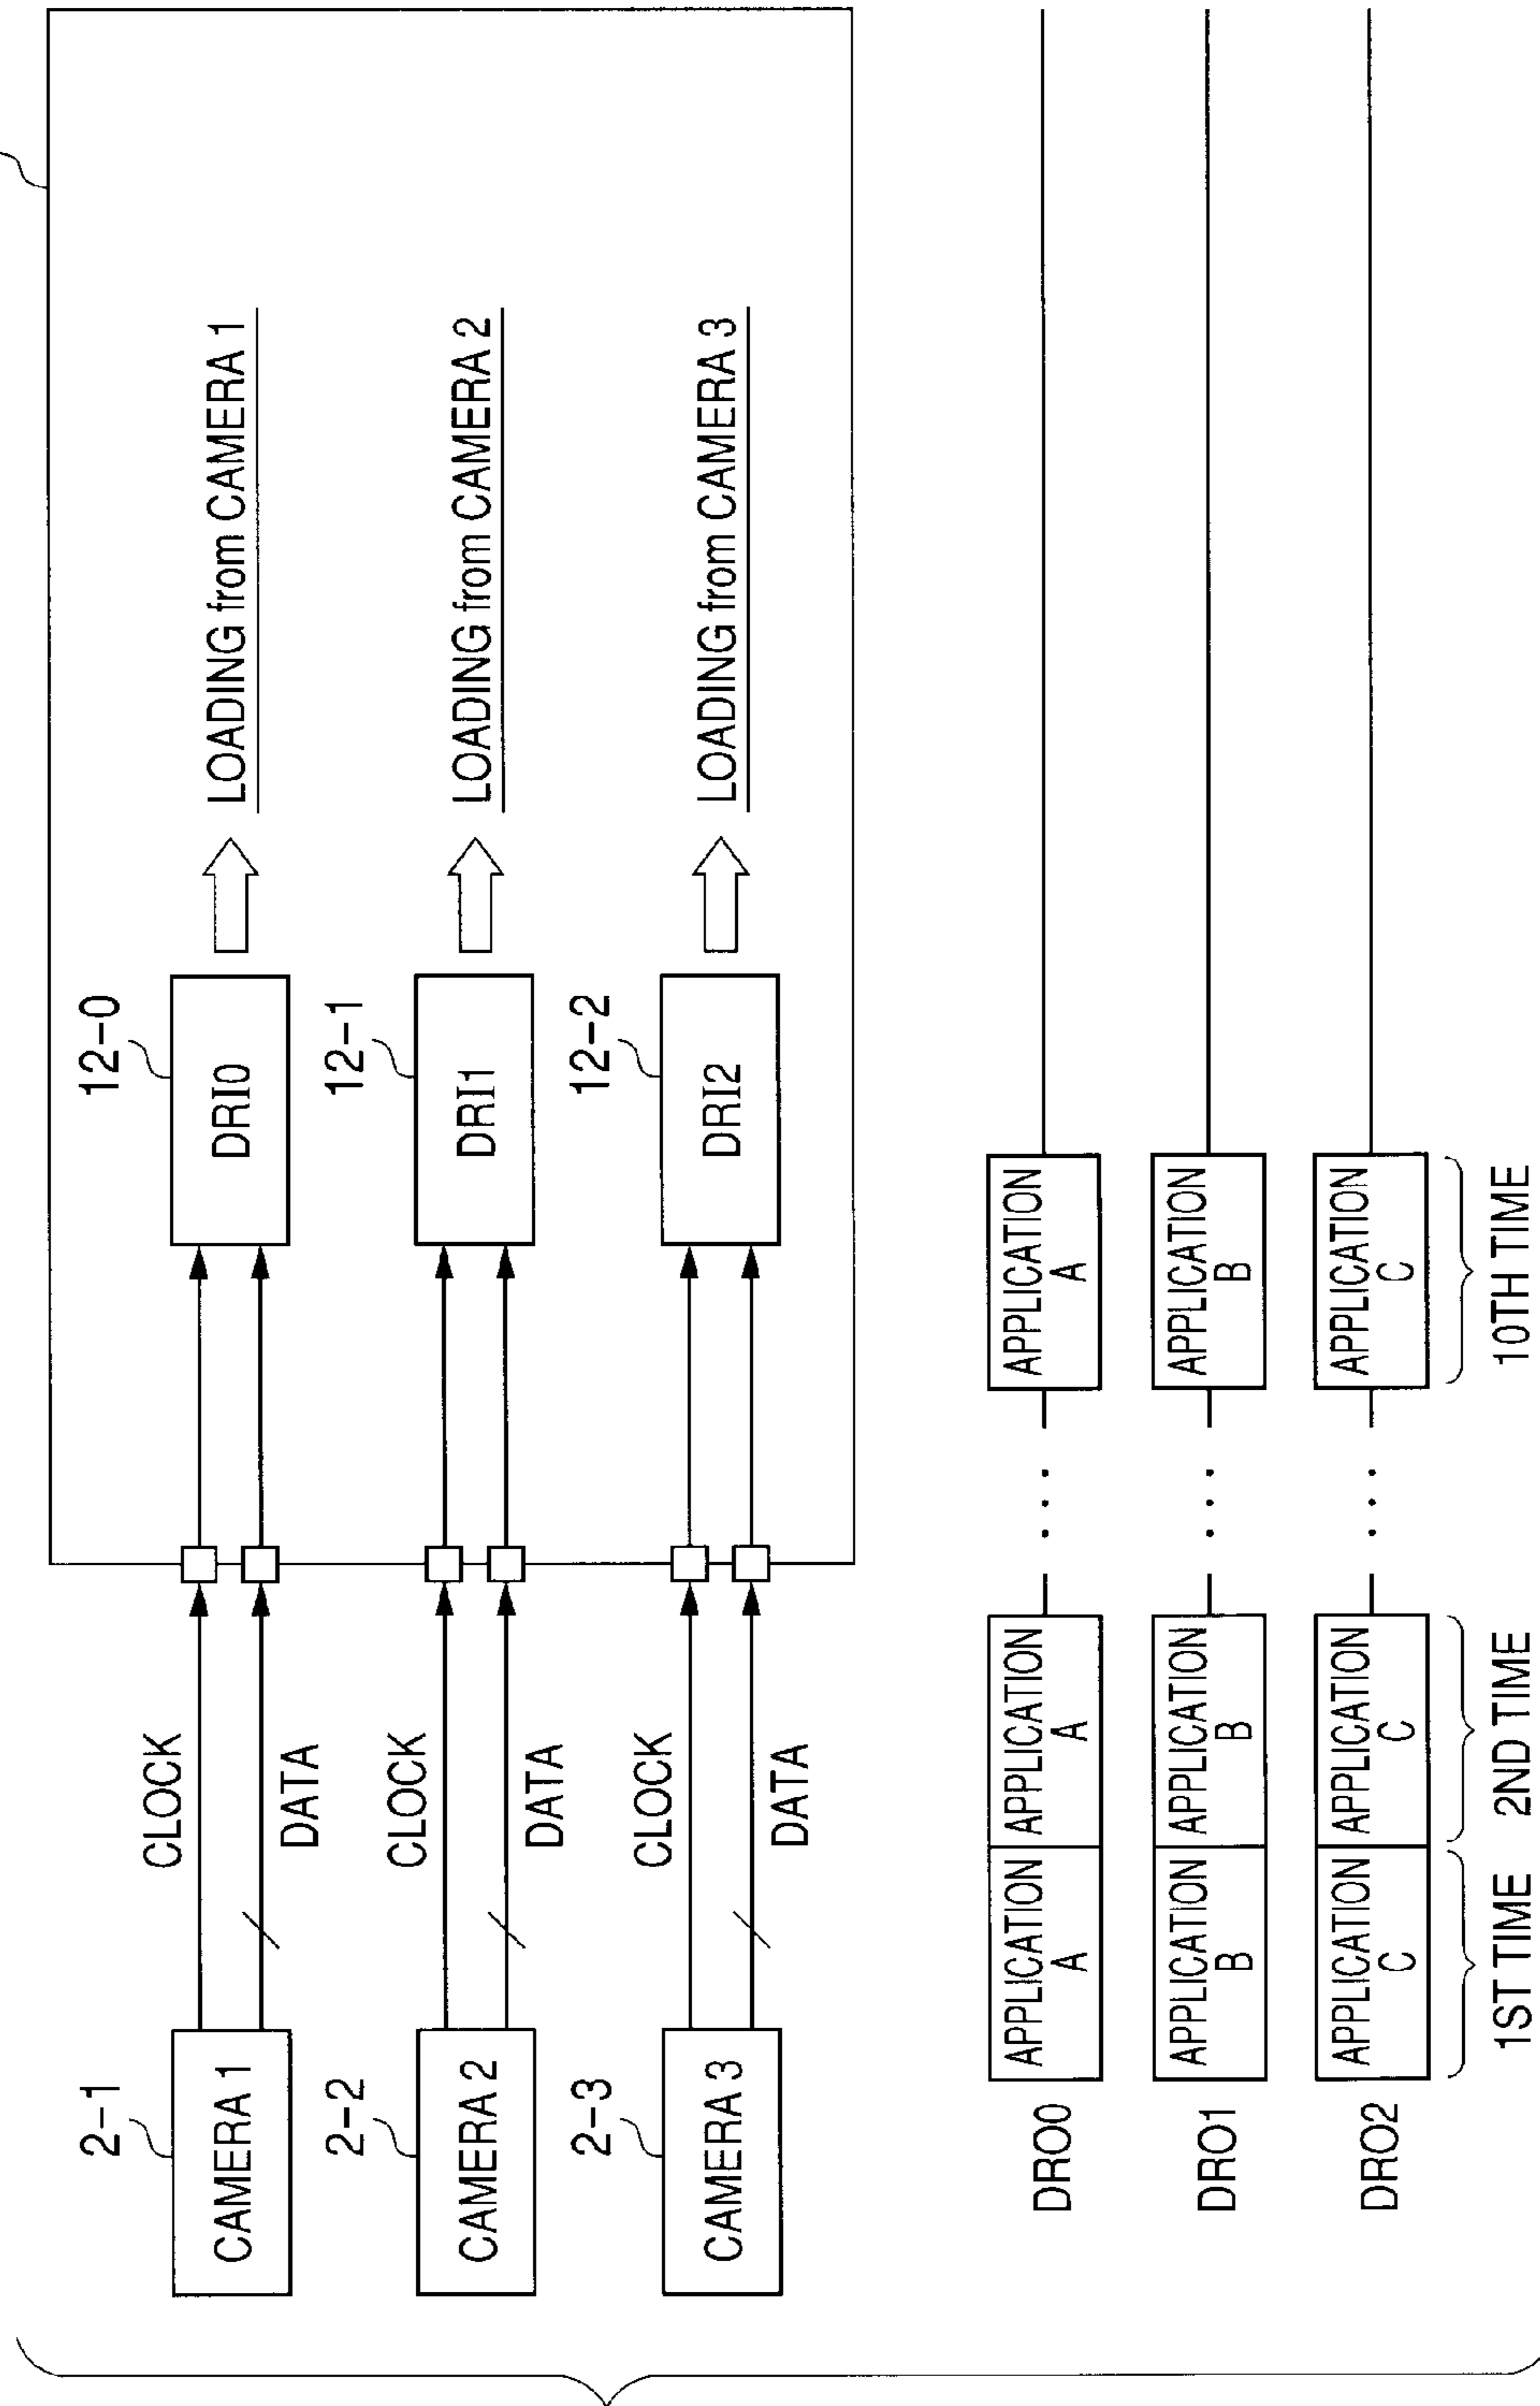 2-1
CAMERA 1
CLOCK
DATA
12-0
DRI0
LOADING from CAMERA 1
2-2
CAMERA 2
CLOCK
DATA
12-1
DRI1
LOADING from CAMERA 2
2-3
CAMERA 3
CLOCK
DATA
12-2
DRI2
LOADING from CAMERA 3
DRO0
APPLICATION
A
APPLICATION
A
APPLICATION
A
DRO1
APPLICATION
B
APPLICATION
B
APPLICATION
B
DRO2
APPLICATION
C
APPLICATION
C
APPLICATION
C
1ST TIME
2ND TIME
10TH TIME